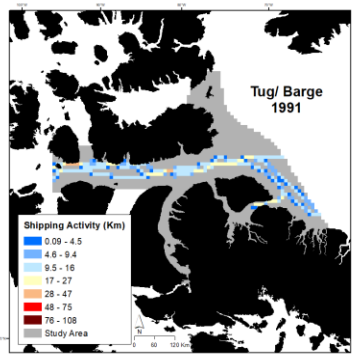 Tug/ Barge
1991
Shipping Activity (Km)
0.09 - 4.5
4.6 - 9.4
9.5 - 16
17 - 27
28 - 47
48 - 75
76 - 108
Study Area
N
0
60
120 Km